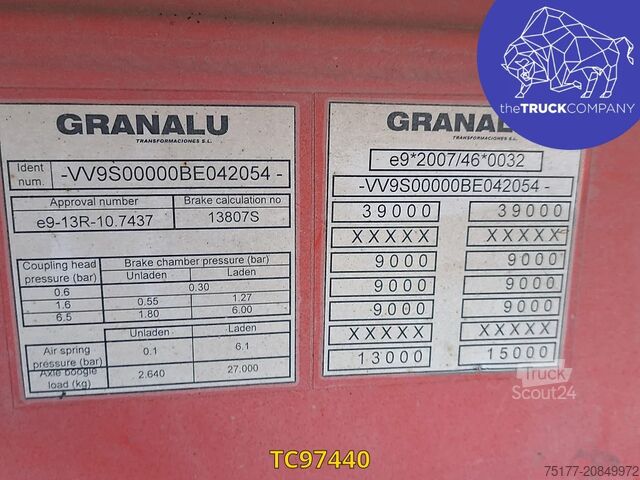 theTRUCKCOMPANY
GRANALU
TRANSFORMACIONES S.L.
Ident num. -VV9S00000BE042054 -
Approval number Brake calculation no
e9-13R-10.7437 13807S
Coupling head pressure (bar) Brake chamber pressure (bar)
Unladen Laden
0.6 0.30
1.6 0.55 1.27
6.5 1.80 6.00
Unladen Laden
Air spring pressure (bar) 0.1 6.1
Axle boogie load (kg) 2.640 27.000
GRANAL
TRANSFORMACIONES S.L.
e9*2007/46*0032
-VV9S00000BE042054 -
39000 39000
XXXXX XXXXX
9000 9000
9000 9000
9000 9000
XXXXX XXXXX
13000 15000
Truck
Scout24
TC97440
75177-20849972